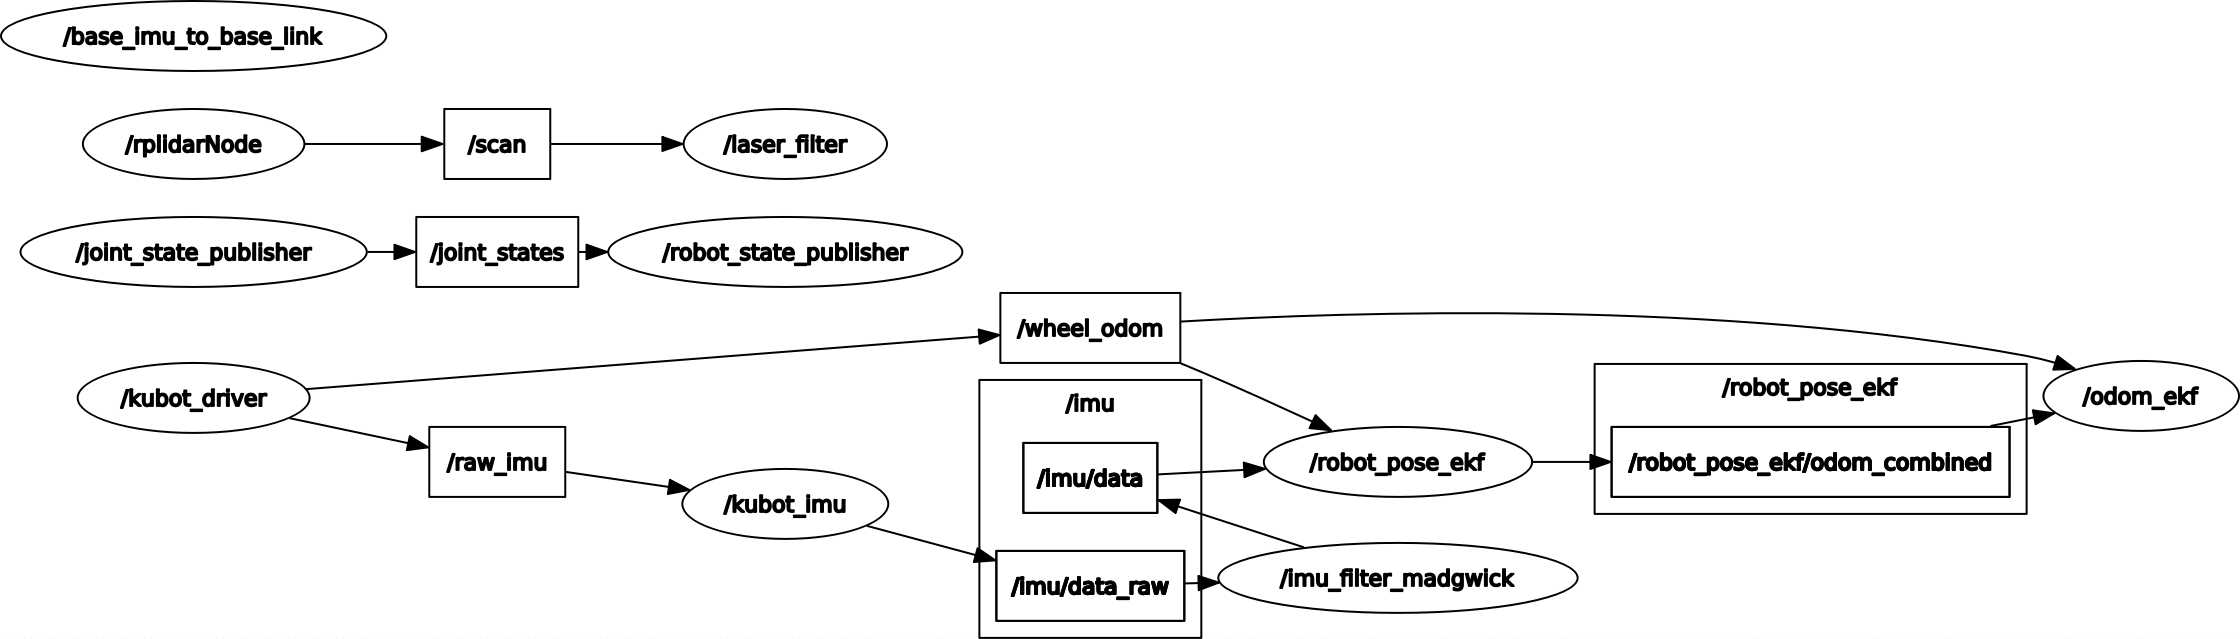 /base_imu_to_base_link
/rplidarNode
/scan
/laser_filter
/joint_state_publisher
/joint_states
/robot_state_publisher
/wheel_odom
/kubot_driver
/imu
/robot_pose_ekf
/odom_ekf
/raw_imu
/imu/data
/robot_pose_ekf
/robot_pose_ekf/odom_combined
/kubot_imu
/imu/data_raw
/imu_filter_madgwick